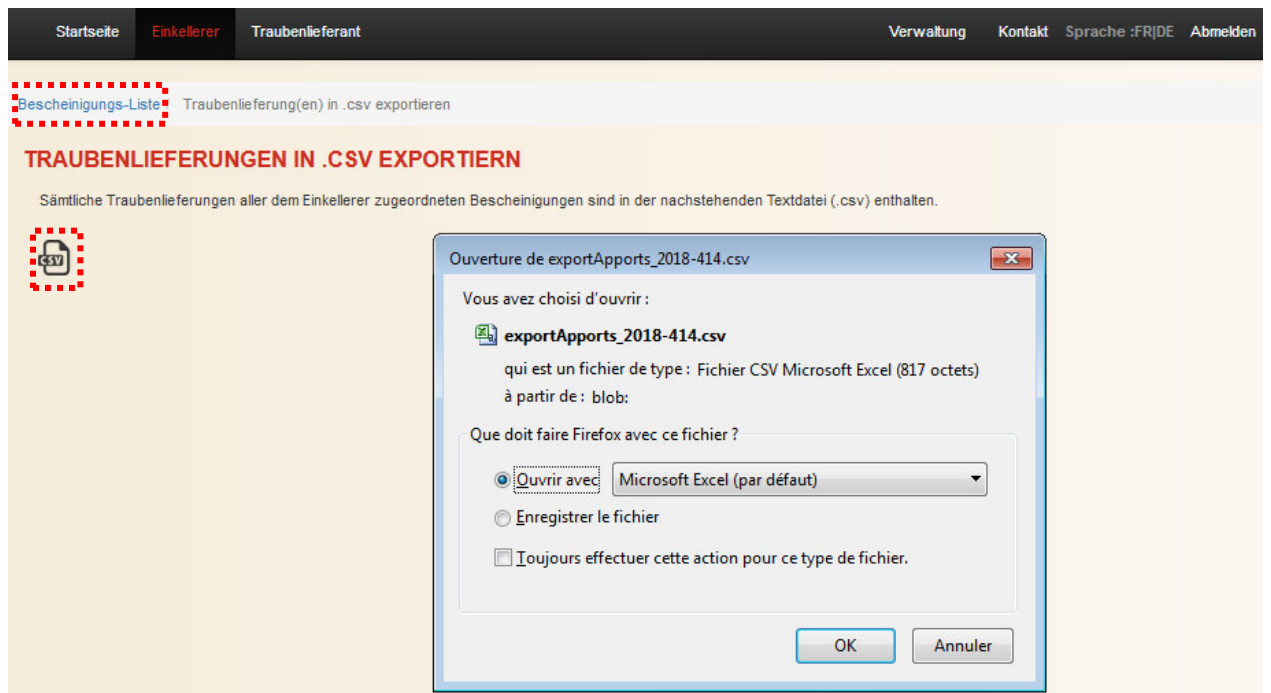 Startseite Einkellerer Traubenlieferant Verwaltung Kontakt Sprache :FR|DE Abmelden
Bescheinigungs-Liste Traubenlieferung(en) in .csv exportieren
TRAUBENLIEFERUNGEN IN .CSV EXPORTIERN
Sämtliche Traubenlieferungen aller dem Einkellerer zugeordneten Bescheinigungen sind in der nachstehenden Textdatei (.csv) enthalten.
CSV
Ouverture de exportApports_2018-414.csv
Vous avez choisi d'ouvrir :
exportApports_2018-414.csv
qui est un fichier de type : Fichier CSV Microsoft Excel (817 octets)
à partir de : blob:
Que doit faire Firefox avec ce fichier ?
Ouvrir avec Microsoft Excel (par défaut)
Enregistrer le fichier
Toujours effectuer cette action pour ce type de fichier.
OK Annuler